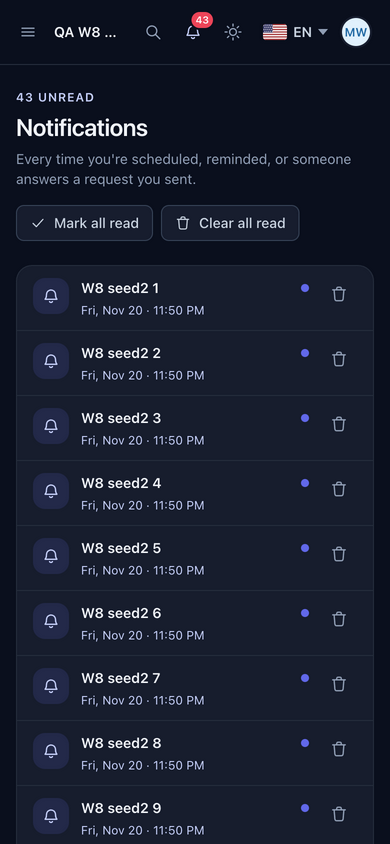 QA W8 ...
43
EN
MW
43 UNREAD
Notifications
Every time you're scheduled, reminded, or someone
answers a request you sent.
Mark all read
Clear all read
W8 seed2 1
Fri, Nov 20 · 11:50 PM
W8 seed2 2
Fri, Nov 20 · 11:50 PM
W8 seed2 3
Fri, Nov 20 · 11:50 PM
W8 seed2 4
Fri, Nov 20 · 11:50 PM
W8 seed2 5
Fri, Nov 20 · 11:50 PM
W8 seed2 6
Fri, Nov 20 · 11:50 PM
W8 seed2 7
Fri, Nov 20 · 11:50 PM
W8 seed2 8
Fri, Nov 20 · 11:50 PM
W8 seed2 9
Fri, Nov 20 · 11:50 PM